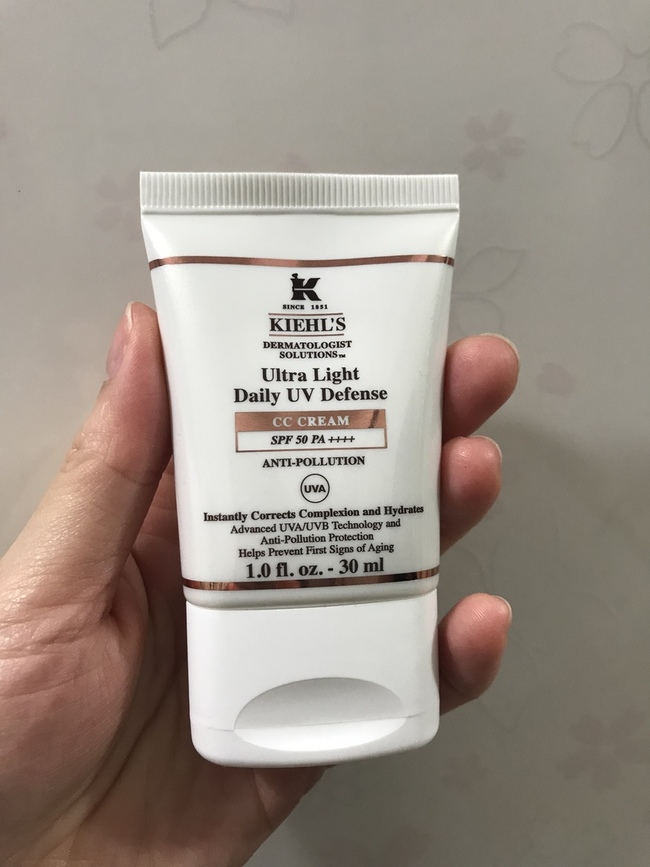 K
SINCE 1851
KIEHL'S
DERMATOLOGIST
SOLUTIONS™
Ultra Light
Daily UV Defense
CC CREAM
SPF 50 PA ++++
ANTI-POLLUTION
UVA
Instantly Corrects Complexion and Hydrates
Advanced UVA/UVB Technology and
Anti-Pollution Protection
Helps Prevent First Signs of Aging
1.0 fl. oz. - 30 ml